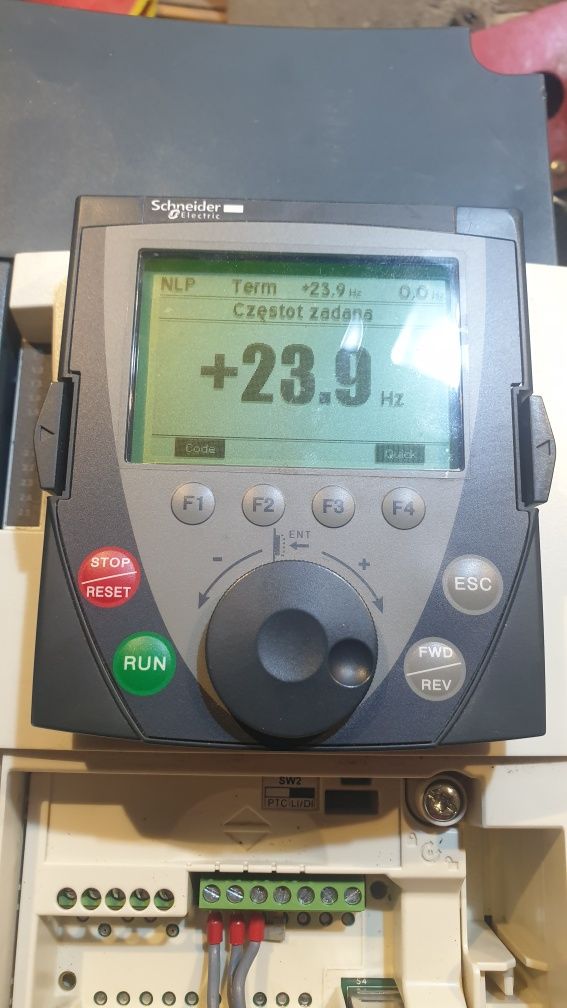 Schneider
Electric
NLP Term +23.9 Hz 0.0 Hz
Częstot zadana
+23.9 Hz
Code Quick
F1 F2 F3 F4
ENT
- +
STOP
RESET
ESC
RUN
FWD
REV
SW2
PTC LI/DI